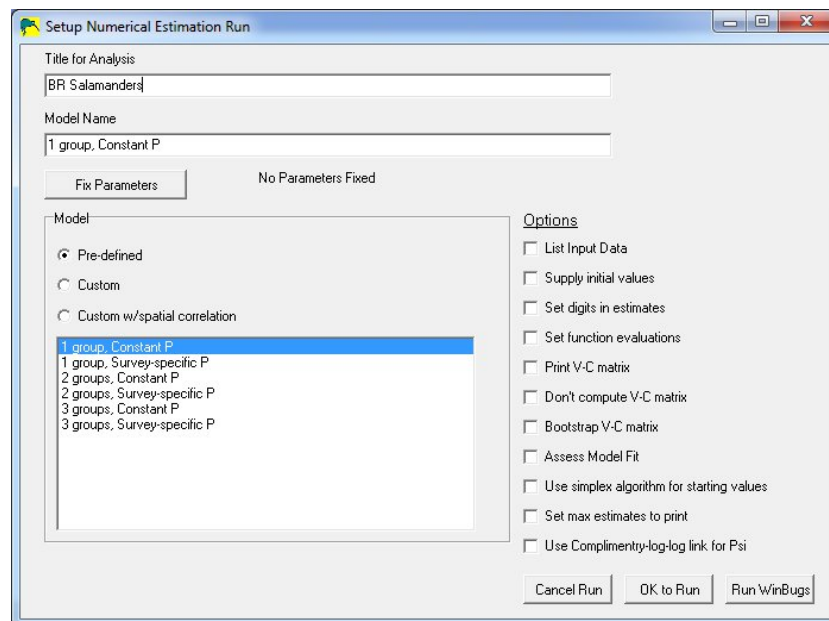 Setup Numerical Estimation Run
Title for Analysis
BR Salamanders
Model Name
1 group, Constant P
Fix Parameters
No Parameters Fixed
Model
Pre-defined
Custom
Custom w/spatial correlation
1 group, Constant P
1 group, Survey-specific P
2 groups, Constant P
2 groups, Survey-specific P
3 groups, Constant P
3 groups, Survey-specific P
Options
List Input Data
Supply initial values
Set digits in estimates
Set function evaluations
Print V-C matrix
Don't compute V-C matrix
Bootstrap V-C matrix
Assess Model Fit
Use simplex algorithm for starting values
Set max estimates to print
Use Complimentry-log-log link for Psi
Cancel Run
OK to Run
Run WinBugs